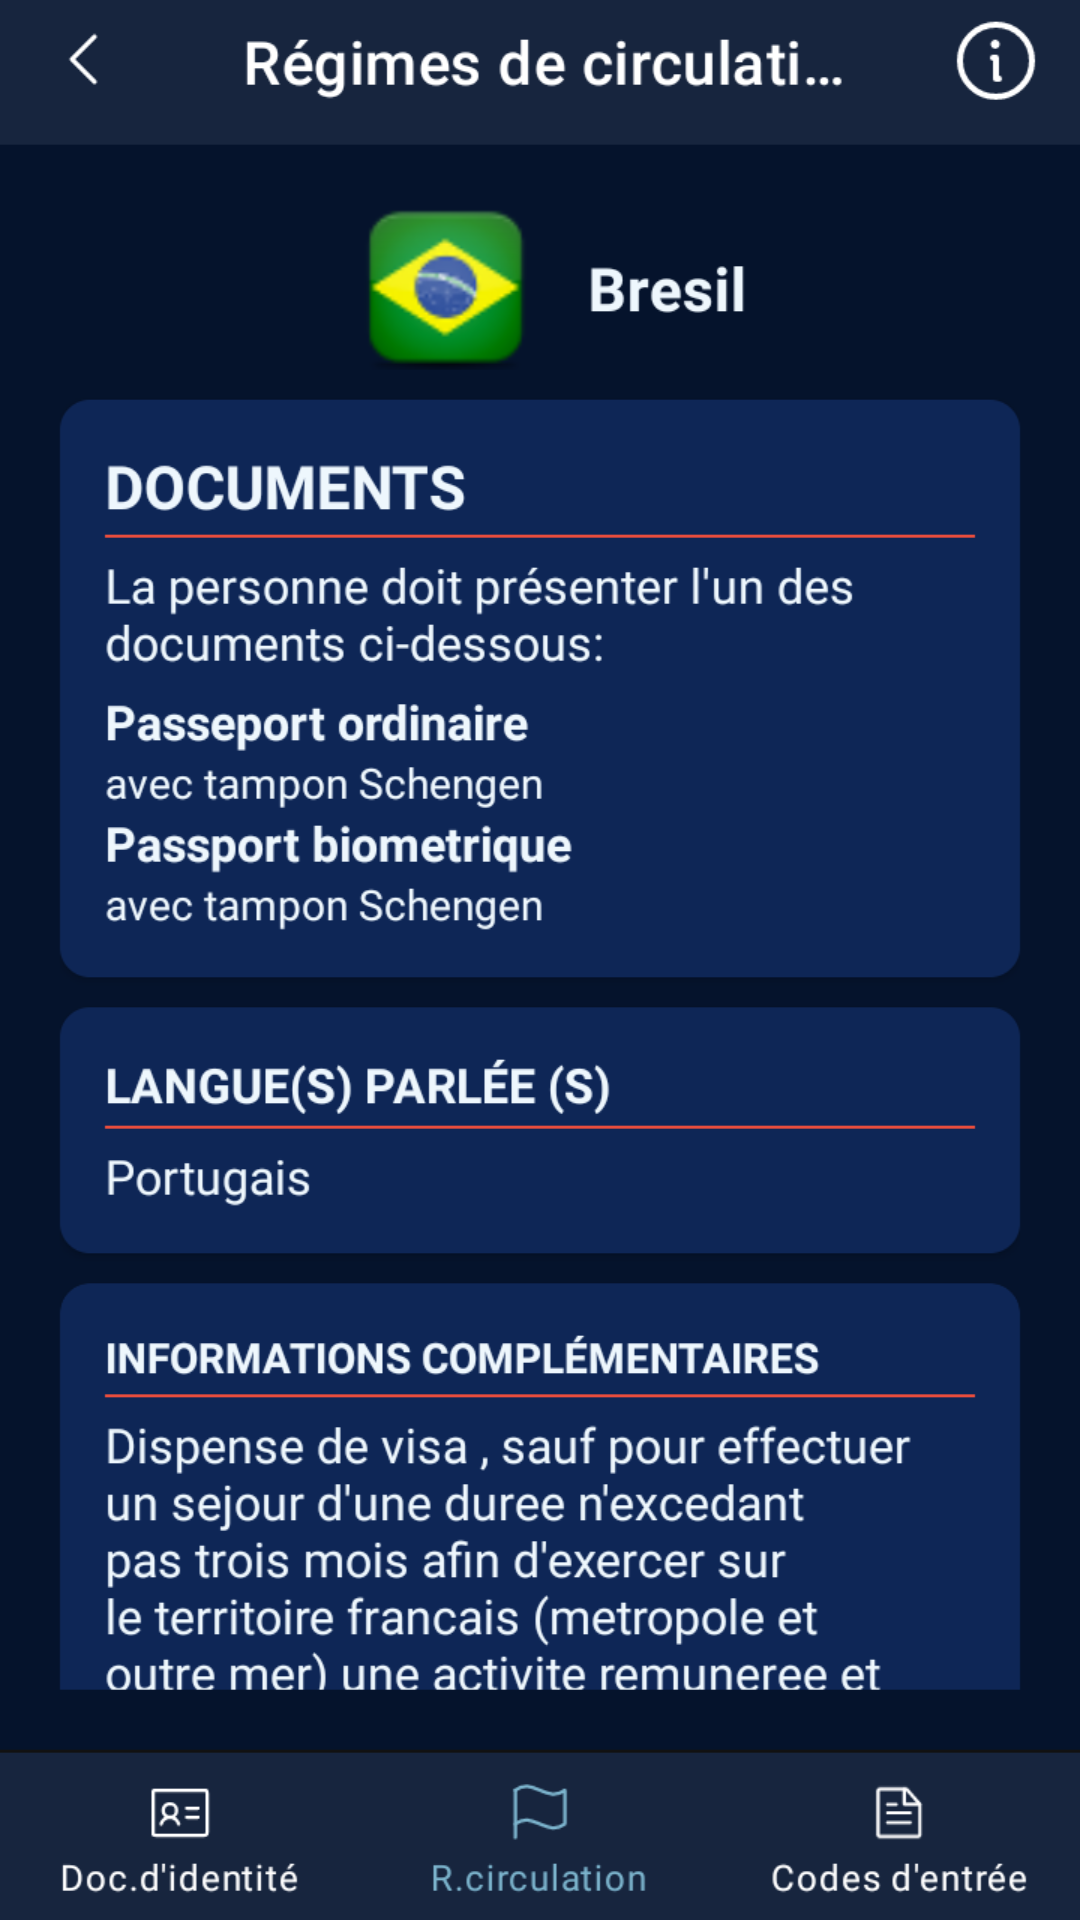 Régimes de circulati...
Bresil
DOCUMENTS
La personne doit présenter l'un des
documents ci-dessous:
Passeport ordinaire
avec tampon Schengen
Passport biometrique
avec tampon Schengen
LANGUE(S) PARLÉE (S)
Portugais
INFORMATIONS COMPLÉMENTAIRES
Dispense de visa , sauf pour effectuer
un sejour d'une duree n'excedant
pas trois mois afin d'exercer sur
le territoire francais (metropole et
outre mer) une activite remuneree et
Doc.d'identité
R.circulation
Codes d'entrée